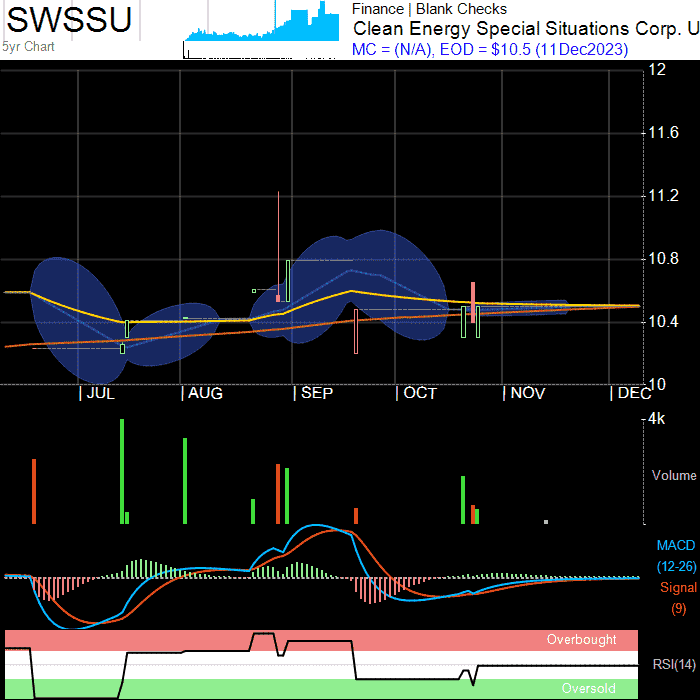 SWSSU
5yr Chart
Finance | Blank Checks
Clean Energy Special Situations Corp. U
MC = (N/A), EOD = $10.5 (11Dec2023)
12
11.6
11.2
10.8
10.4
10
| JUL | AUG | SEP | OCT | NOV | DEC
4k
Volume
MACD
(12-26)
Signal
(9)
Overbought
RSI(14)
Oversold